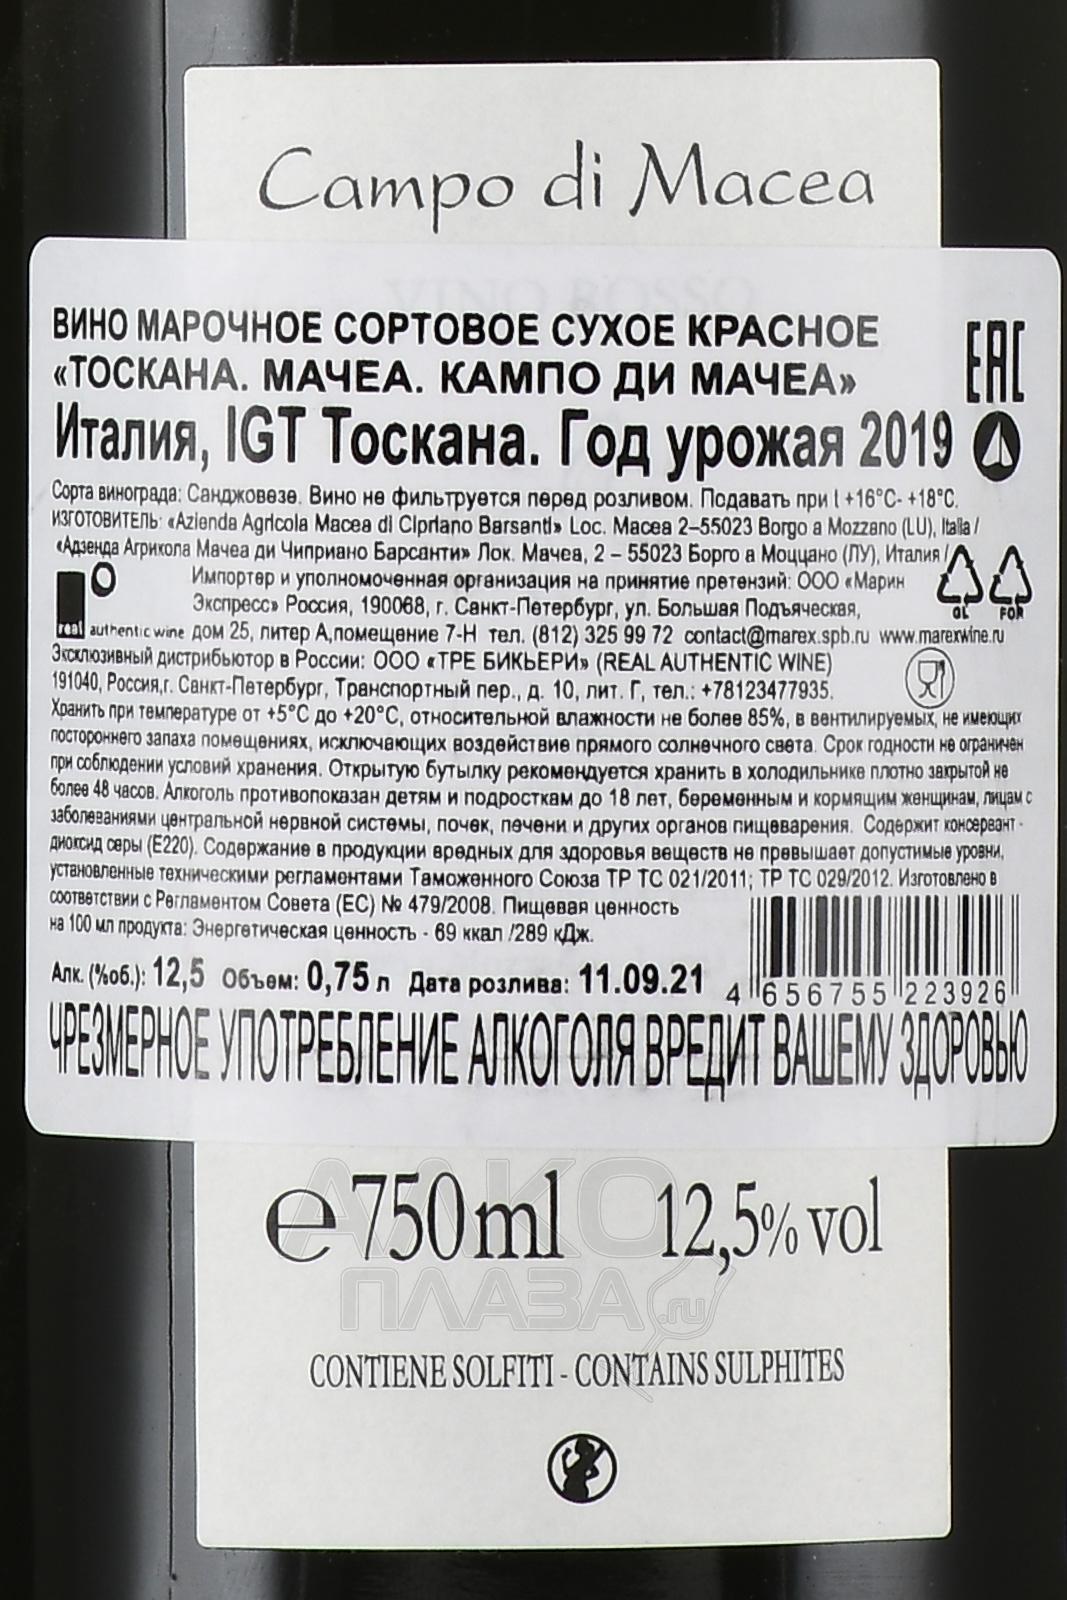 Campo di Macea
VINO ROSSO
ВИНО МАРОЧНОЕ СОРТОВОЕ СУХОЕ КРАСНОЕ
«ТОСКАНА. МАЧЕА. КАМПО ДИ МАЧЕА»
EAC
Италия, IGT Тоскана. Год урожая 2019
Сорта винограда: Санджовезе. Вино не фильтруется перед розливом. Подавать при t +16°C- +18°C.
ИЗГОТОВИТЕЛЬ: «Azienda Agricola Macea di Cipriano Barsanti» Loc. Macea 2–55023 Borgo a Mozzano (LU), Italia /
«Адзенда Агрикола Мачеа ди Чиприано Барсанти» Лок. Мачеа, 2 – 55023 Борго а Моццано (ЛУ), Италия /
Импортер и уполномоченная организация на принятие претензий: ООО «Марин
Экспресс» Россия, 190068, г. Санкт-Петербург, ул. Большая Подъяческая,
GL FOR
real authentic wine дом 25, литер А,помещение 7-Н тел. (812) 325 99 72 contact@marex.spb.ru www.marexwine.ru
Эксклюзивный дистрибьютор в России: ООО «ТРЕ БИКЬЕРИ» (REAL AUTHENTIC WINE)
191040, Россия,г. Санкт-Петербург, Транспортный пер., д. 10, лит. Г, тел.: +78123477935.
Хранить при температуре от +5°C до +20°C, относительной влажности не более 85%, в вентилируемых, не имеющих
постороннего запаха помещениях, исключающих воздействие прямого солнечного света. Срок годности не ограничен
при соблюдении условий хранения. Открытую бутылку рекомендуется хранить в холодильнике плотно закрытой не
более 48 часов. Алкоголь противопоказан детям и подросткам до 18 лет, беременным и кормящим женщинам, лицам с
заболеваниями центральной нервной системы, почек, печени и других органов пищеварения. Содержит консервант -
диоксид серы (E220). Содержание в продукции вредных для здоровья веществ не превышает допустимые уровни,
установленные техническими регламентами Таможенного Союза ТР ТС 021/2011; ТР ТС 029/2012. Изготовлено в
соответствии с Регламентом Совета (ЕС) № 479/2008. Пищевая ценность
на 100 мл продукта: Энергетическая ценность - 69 ккал /289 кДж.
Алк. (%об.): 12,5 Объем: 0,75 л Дата розлива: 11.09.21
4 656755 223926
ЧРЕЗМЕРНОЕ УПОТРЕБЛЕНИЕ АЛКОГОЛЯ ВРЕДИТ ВАШЕМУ ЗДОРОВЬЮ
℮ 750 ml 12,5% vol
АЛКО
ПЛАЗА.ru
CONTIENE SOLFITI - CONTAINS SULPHITES